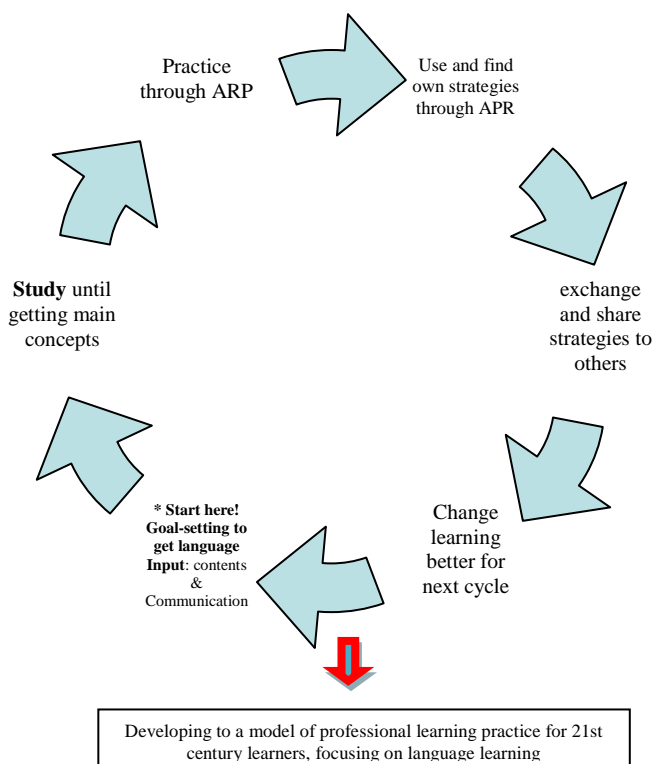 Practice
through ARP
Use and find
own strategies
through APR
exchange
and share
strategies to
others
Change
learning
better for
next cycle
* Start here!
Goal-setting to
get language
Input: contents
&
Communication
Study until
getting main
concepts
Developing to a model of professional learning practice for 21st
century learners, focusing on language learning